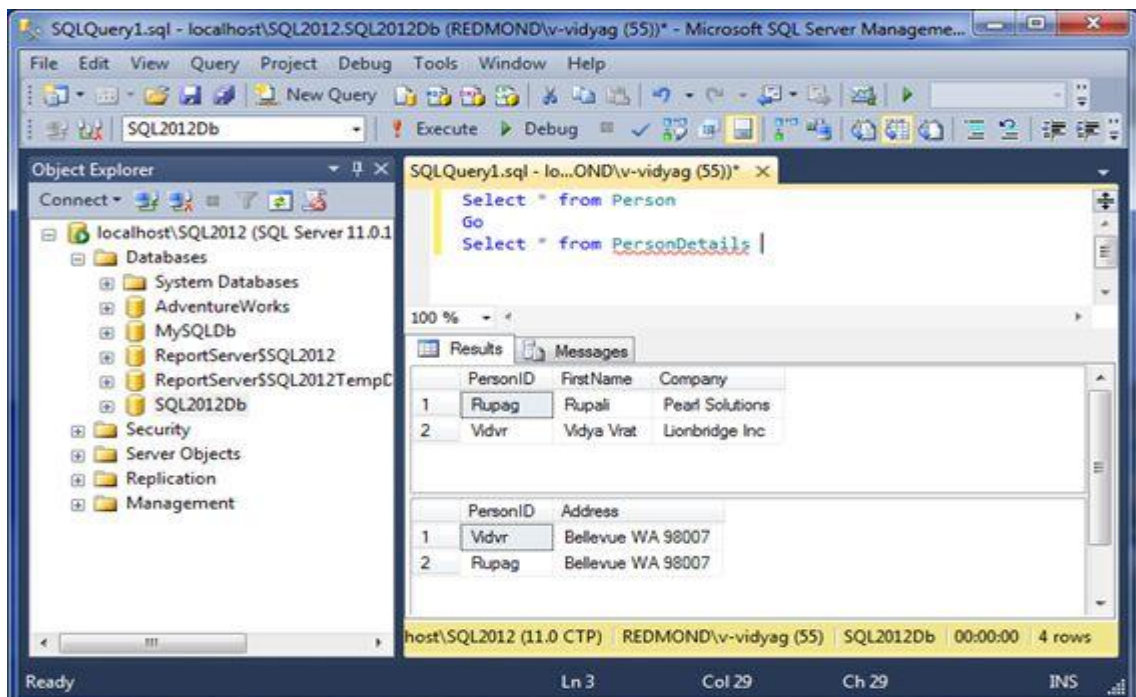 SQLQuery1.sql - localhost\SQL2012.SQL2012Db (REDMOND\v-vidyag (55))* - Microsoft SQL Server Manageme...
File Edit View Query Project Debug Tools Window Help
New Query
SQL2012Db
Execute Debug
Object Explorer
Connect
localhost\SQL2012 (SQL Server 11.0.1
Databases
System Databases
AdventureWorks
MySQLDb
ReportServer$SQL2012
ReportServer$SQL2012TempD
SQL2012Db
Security
Server Objects
Replication
Management
SQLQuery1.sql - lo...OND\v-vidyag (55))*
Select * from Person
Go
Select * from PersonDetails
100 %
Results Messages
PersonID FirstName Company
1 Rupag Rupali Pearl Solutions
2 Vidvr Vidya Vrat Lionbridge Inc
PersonID Address
1 Vidvr Bellevue WA 98007
2 Rupag Bellevue WA 98007
host\SQL2012 (11.0 CTP) REDMOND\v-vidyag (55) SQL2012Db 00:00:00 4 rows
Ready Ln 3 Col 29 Ch 29 INS